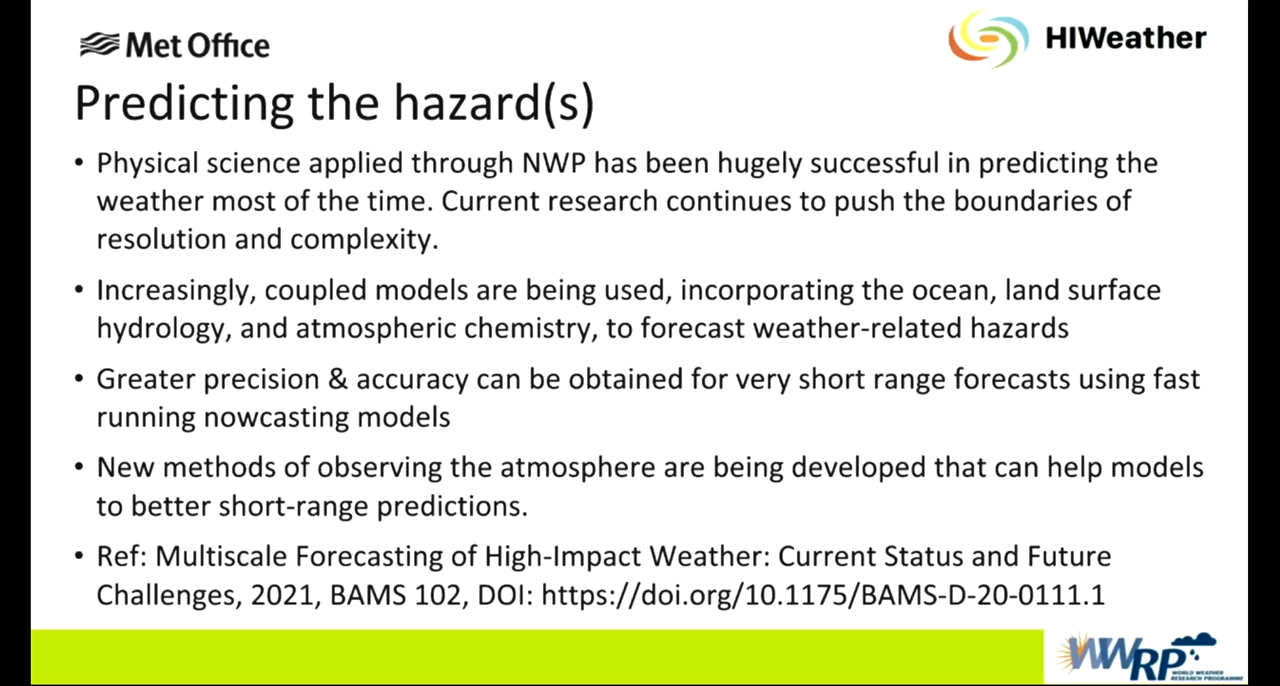 Met Office
HIWeather
Predicting the hazard(s)
• Physical science applied through NWP has been hugely successful in predicting the
weather most of the time. Current research continues to push the boundaries of
resolution and complexity.
• Increasingly, coupled models are being used, incorporating the ocean, land surface
hydrology, and atmospheric chemistry, to forecast weather-related hazards
• Greater precision & accuracy can be obtained for very short range forecasts using fast
running nowcasting models
• New methods of observing the atmosphere are being developed that can help models
to better short-range predictions.
• Ref: Multiscale Forecasting of High-Impact Weather: Current Status and Future
Challenges, 2021, BAMS 102, DOI: https://doi.org/10.1175/BAMS-D-20-0111.1
WWRP
WORLD WEATHER
RESEARCH PROGRAMME